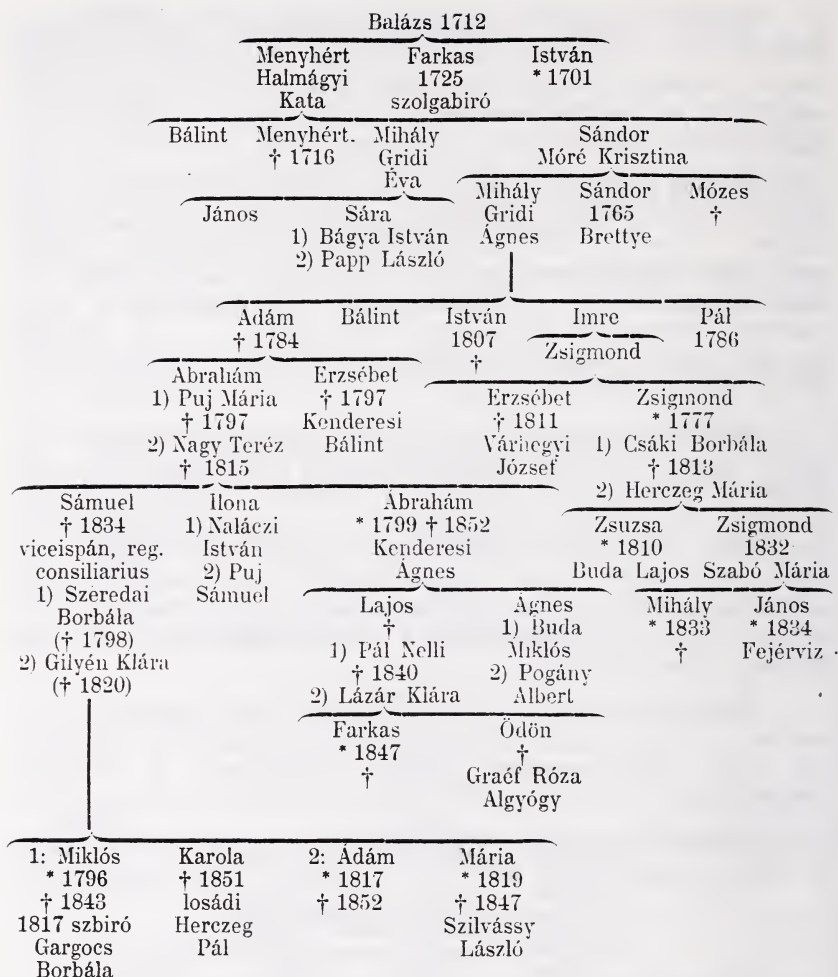 Balázs 1712
Menyhért Farkas István
Halmágyi 1725 * 1701
Kata szolgabiró
Bálint Menyhért. Mihály Sándor
† 1716 Gridi Móré Krisztina
Éva
János Sára Mihály Sándor Mózes
1) Bágya István Gridi 1765 †
2) Papp László Ágnes Brettye
Ádám Bálint István Imre Pál
† 1784 1807 Zsigmond 1786
†
Abrahám Erzsébet Erzsébet Zsigmond
1) Puj Mária † 1797 † 1811 * 1777
† 1797 Kenderesi Várhegyi 1) Csáki Borbála
2) Nagy Teréz Bálint József † 1813
† 1815 2) Herczeg Mária
Sámuel Ilona Ábrahám Zsuzsa Zsigmond
† 1834 1) Naláczi * 1799 † 1852 * 1810 1832
viceispán, reg. István Kenderesi Buda Lajos Szabó Mária
consiliarius 2) Puj Ágnes
1) Szeredai Sámuel
Borbála Lajos Ágnes Mihály János
(† 1798) † 1) Buda * 1833 * 1834
2) Gilyén Klára 1) Pál Nelli Miklós † Fejérviz
(† 1820) † 1840 2) Pogány
2) Lázár Klára Albert
Farkas Ödön
* 1847 †
† Graéf Róza
Algyógy
1: Miklós Karola 2: Ádám Mária
* 1796 † 1851 * 1817 * 1819
† 1843 losádi † 1852 † 1847
1817 szbiró Herczeg Szilvássy
Gargocs Pál László
Borbála